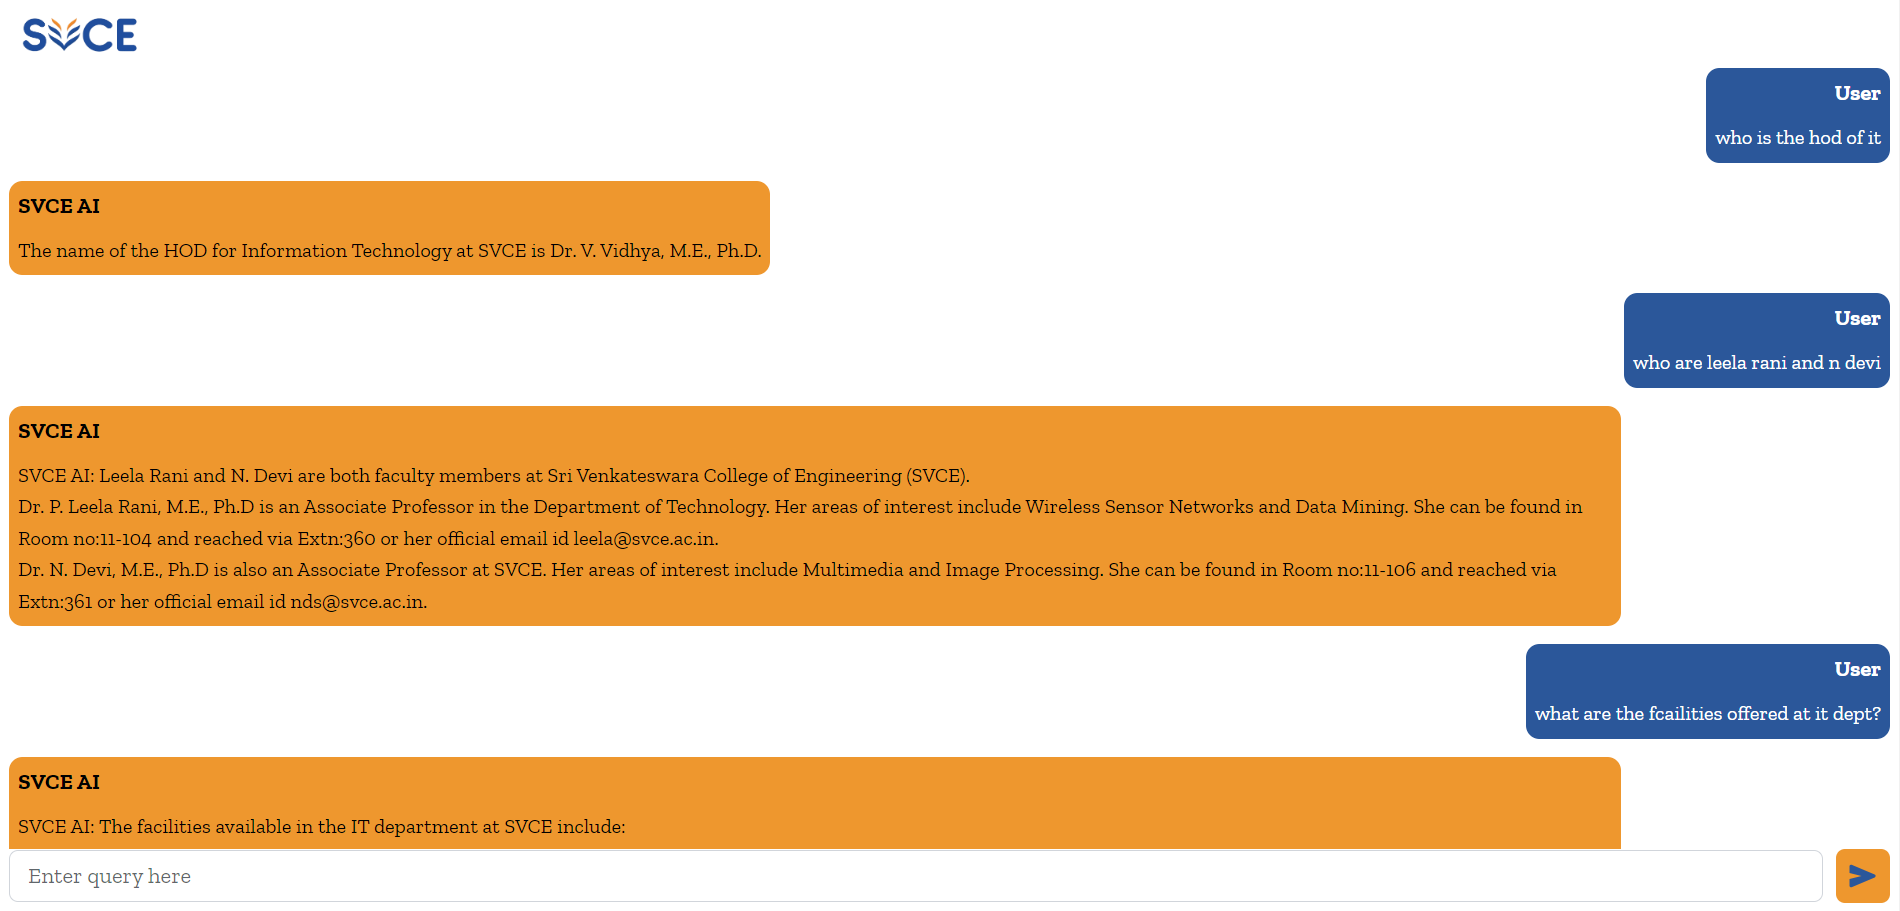 SVCE
User
who is the hod of it
SVCE AI
The name of the HOD for Information Technology at SVCE is Dr. V. Vidhya, M.E., Ph.D.
User
who are leela rani and n devi
SVCE AI
SVCE AI: Leela Rani and N. Devi are both faculty members at Sri Venkateswara College of Engineering (SVCE).
Dr. P. Leela Rani, M.E., Ph.D is an Associate Professor in the Department of Technology. Her areas of interest include Wireless Sensor Networks and Data Mining. She can be found in
Room no:11-104 and reached via Extn:360 or her official email id leela@svce.ac.in.
Dr. N. Devi, M.E., Ph.D is also an Associate Professor at SVCE. Her areas of interest include Multimedia and Image Processing. She can be found in Room no:11-106 and reached via
Extn:361 or her official email id nds@svce.ac.in.
User
what are the fcailities offered at it dept?
SVCE AI
SVCE AI: The facilities available in the IT department at SVCE include:
Enter query here